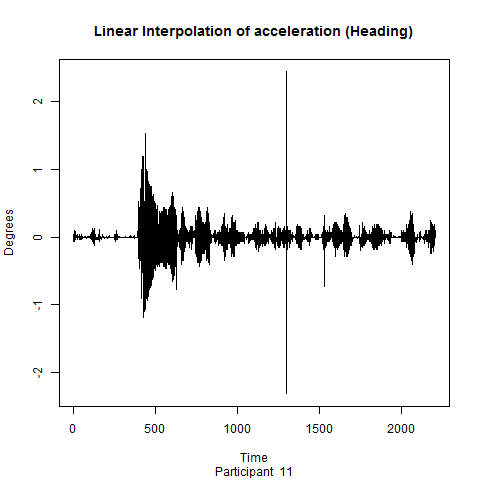 Linear Interpolation of acceleration (Heading)
Degrees
2
1
0
-1
-2
0 500 1000 1500 2000
Time
Participant 11